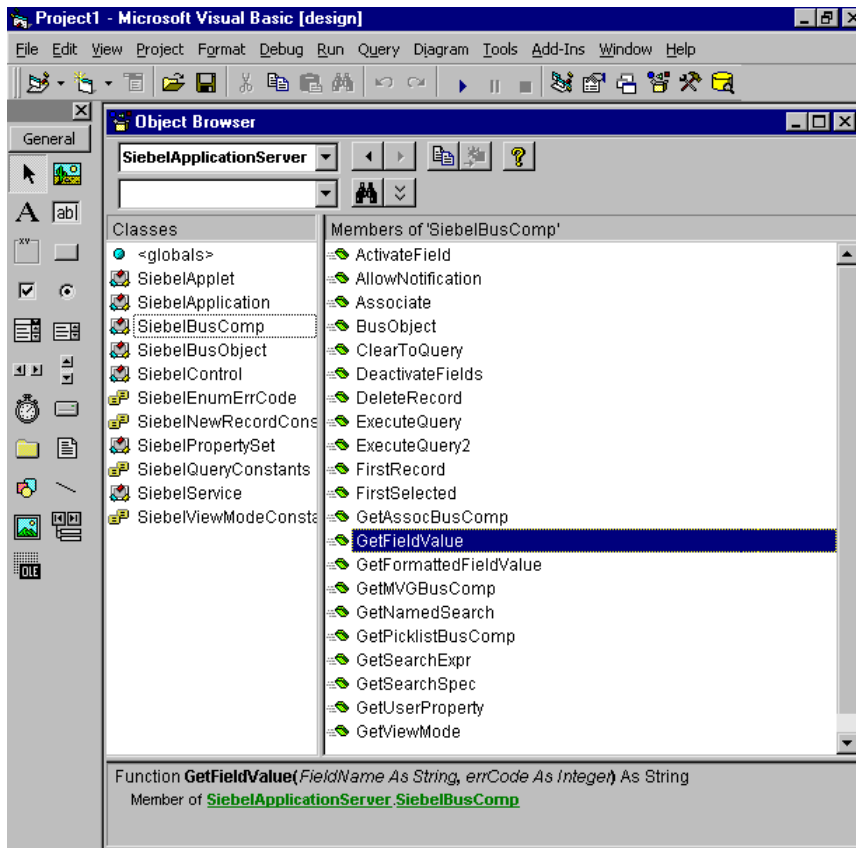 Project1 - Microsoft Visual Basic [design]
File Edit View Project Format Debug Run Query Diagram Tools Add-Ins Window Help
General
Object Browser
SiebelApplicationServer
A
abl
XY
OLE
Classes
<globals>
SiebelApplet
SiebelApplication
SiebelBusComp
SiebelBusObject
SiebelControl
SiebelEnumErrCode
SiebelNewRecordCons
SiebelPropertySet
SiebelQueryConstants
SiebelService
SiebelViewModeConsta
Members of 'SiebelBusComp'
ActivateField
AllowNotification
Associate
BusObject
ClearToQuery
DeactivateFields
DeleteRecord
ExecuteQuery
ExecuteQuery2
FirstRecord
FirstSelected
GetAssocBusComp
GetFieldValue
GetFormattedFieldValue
GetMVGBusComp
GetNamedSearch
GetPicklistBusComp
GetSearchExpr
GetSearchSpec
GetUserProperty
GetViewMode
Function GetFieldValue(FieldName As String, errCode As Integer) As String
Member of SiebelApplicationServer.SiebelBusComp